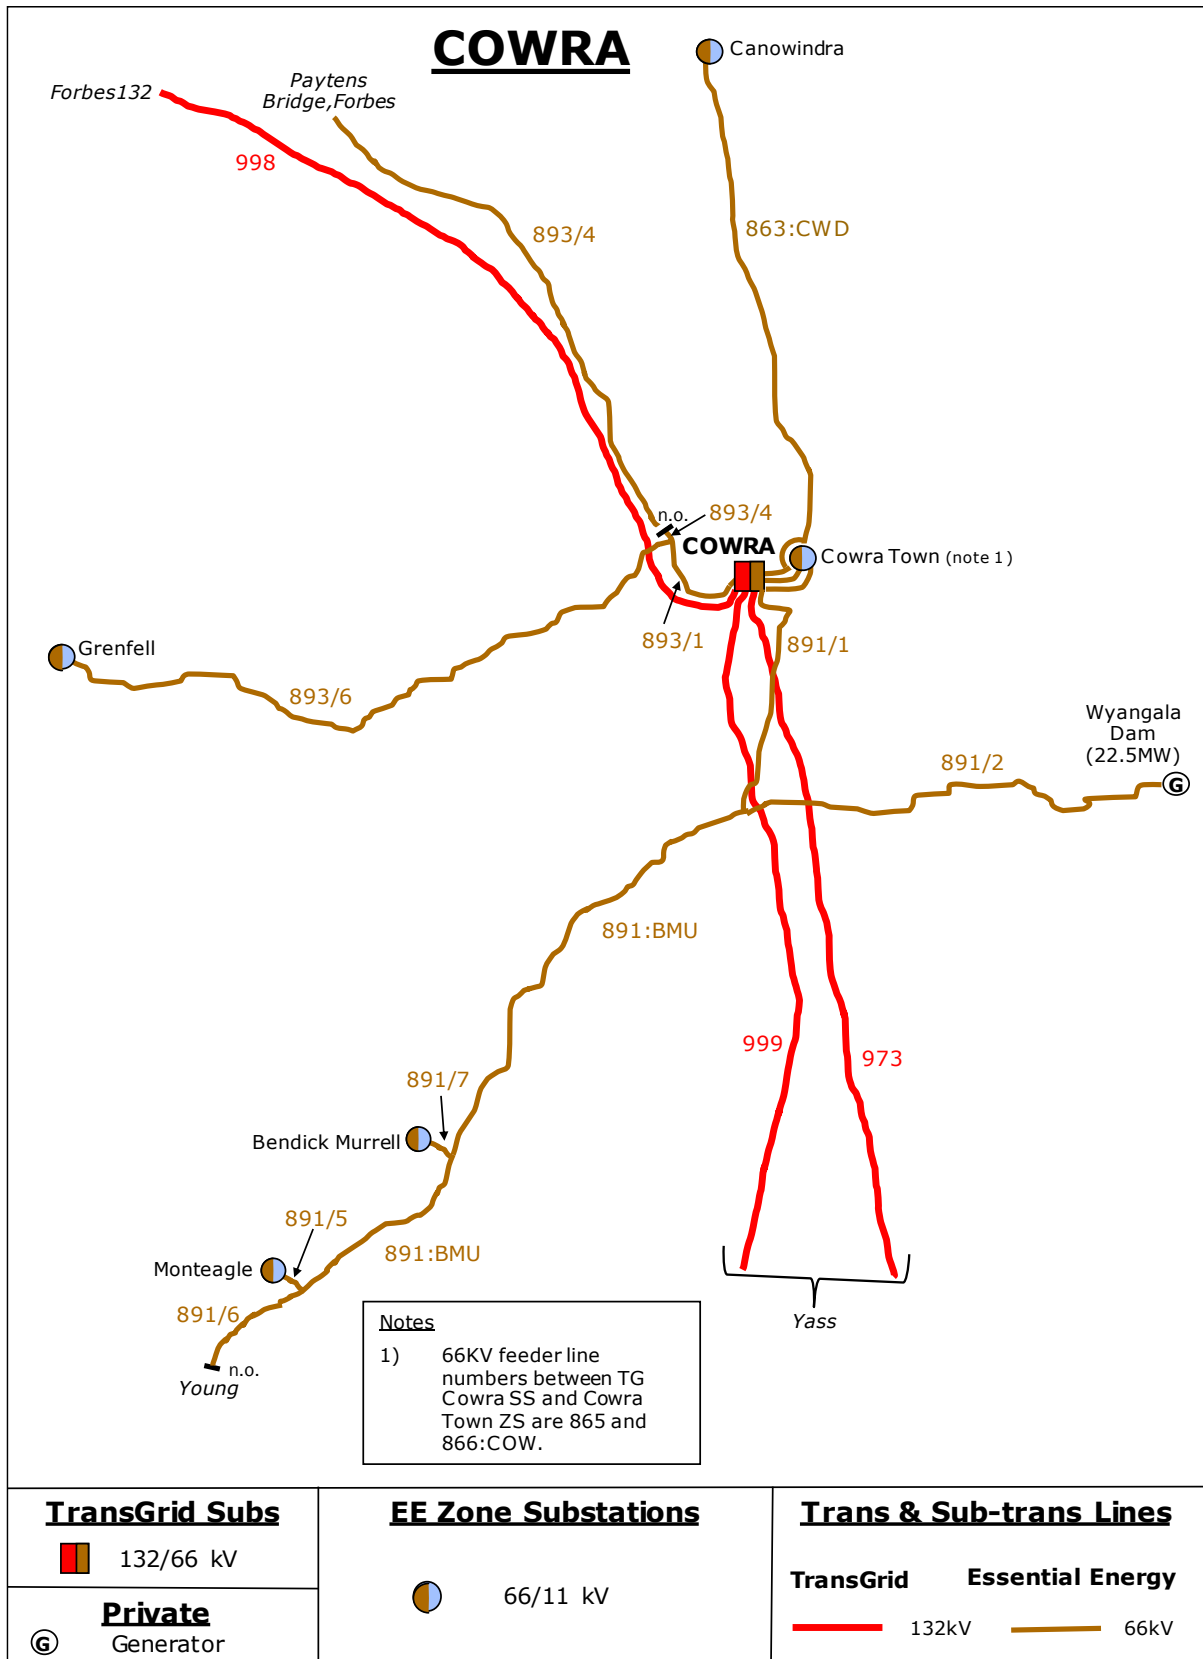 COWRA
Canowindra
Forbes132
Paytens
Bridge,Forbes
998
893/4
863:CWD
n.o.
893/4
COWRA
Cowra Town (note 1)
893/1
891/1
Grenfell
893/6
Wyangala
Dam
(22.5MW)
891/2
G
891:BMU
999
973
891/7
Bendick Murrell
891/5
891:BMU
Monteagle
891/6
n.o.
Young
Yass
Notes
1) 66KV feeder line
numbers between TG
Cowra SS and Cowra
Town ZS are 865 and
866:COW.
TransGrid Subs
132/66 kV
Private
G Generator
EE Zone Substations
66/11 kV
Trans & Sub-trans Lines
TransGrid Essential Energy
132kV 66kV